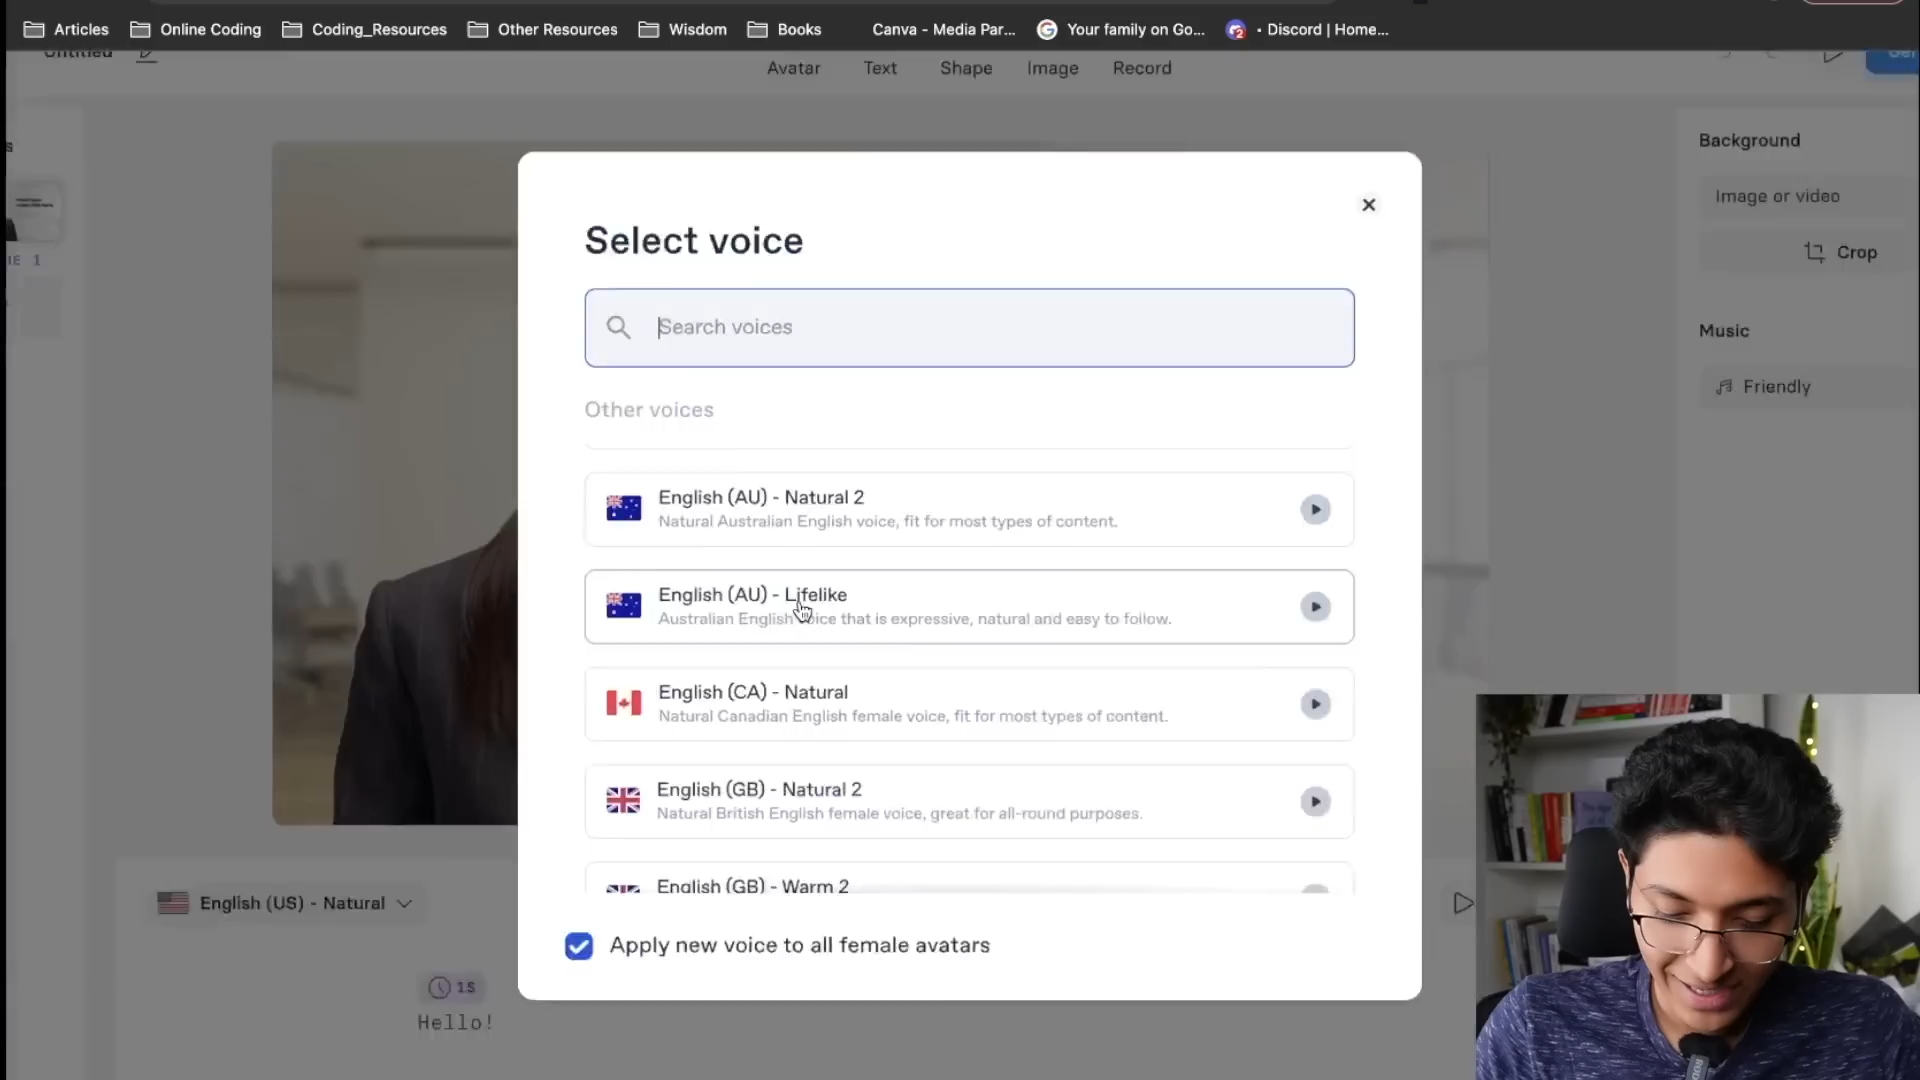 Articles Online Coding Coding_Resources Other Resources Wisdom Books Canva - Media Par... Your family on Go... • Discord | Home...
Untitled
Avatar Text Shape Image Record
Background
Image or video
Crop
Music
Friendly
Select voice
Search voices
Other voices
English (AU) - Natural 2
Natural Australian English voice, fit for most types of content.
English (AU) - Lifelike
Australian English voice that is expressive, natural and easy to follow.
English (CA) - Natural
Natural Canadian English female voice, fit for most types of content.
English (GB) - Natural 2
Natural British English female voice, great for all-round purposes.
English (GB) - Warm 2
Apply new voice to all female avatars
English (US) - Natural
1S
Hello!